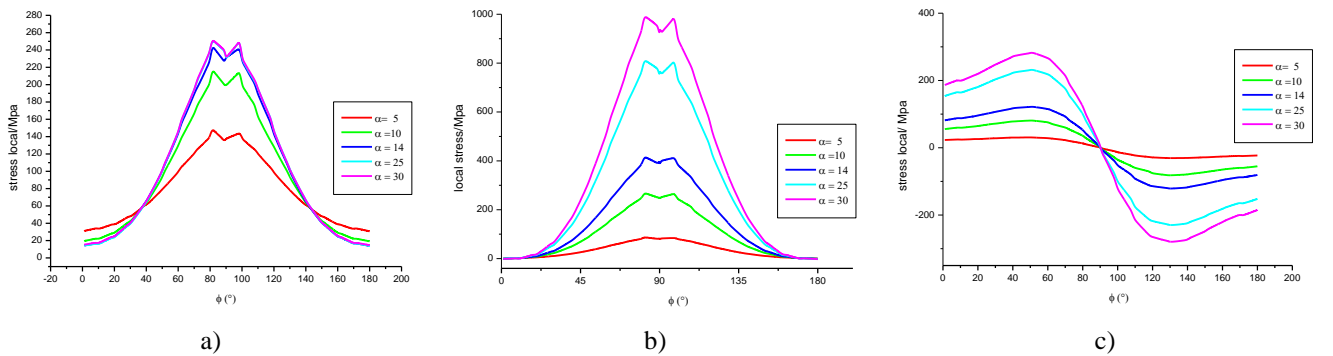 280
260
240
220
200
180
160
140
120
100
80
60
40
20
0
stress local/Mpa
-20 0 20 40 60 80 100 120 140 160 180 200
ϕ (°)
α= 5
α =10
α = 14
α = 25
α = 30
a)
1000
800
600
400
200
0
local stress/Mpa
0 45 90 135 180
ϕ (°)
α= 5
α =10
α = 14
α = 25
α = 30
b)
400
200
0
-200
-400
stress local/ Mpa
0 20 40 60 80 100 120 140 160 180 200
ϕ (°)
α = 5
α = 10
α = 14
α = 25
α = 30
c)